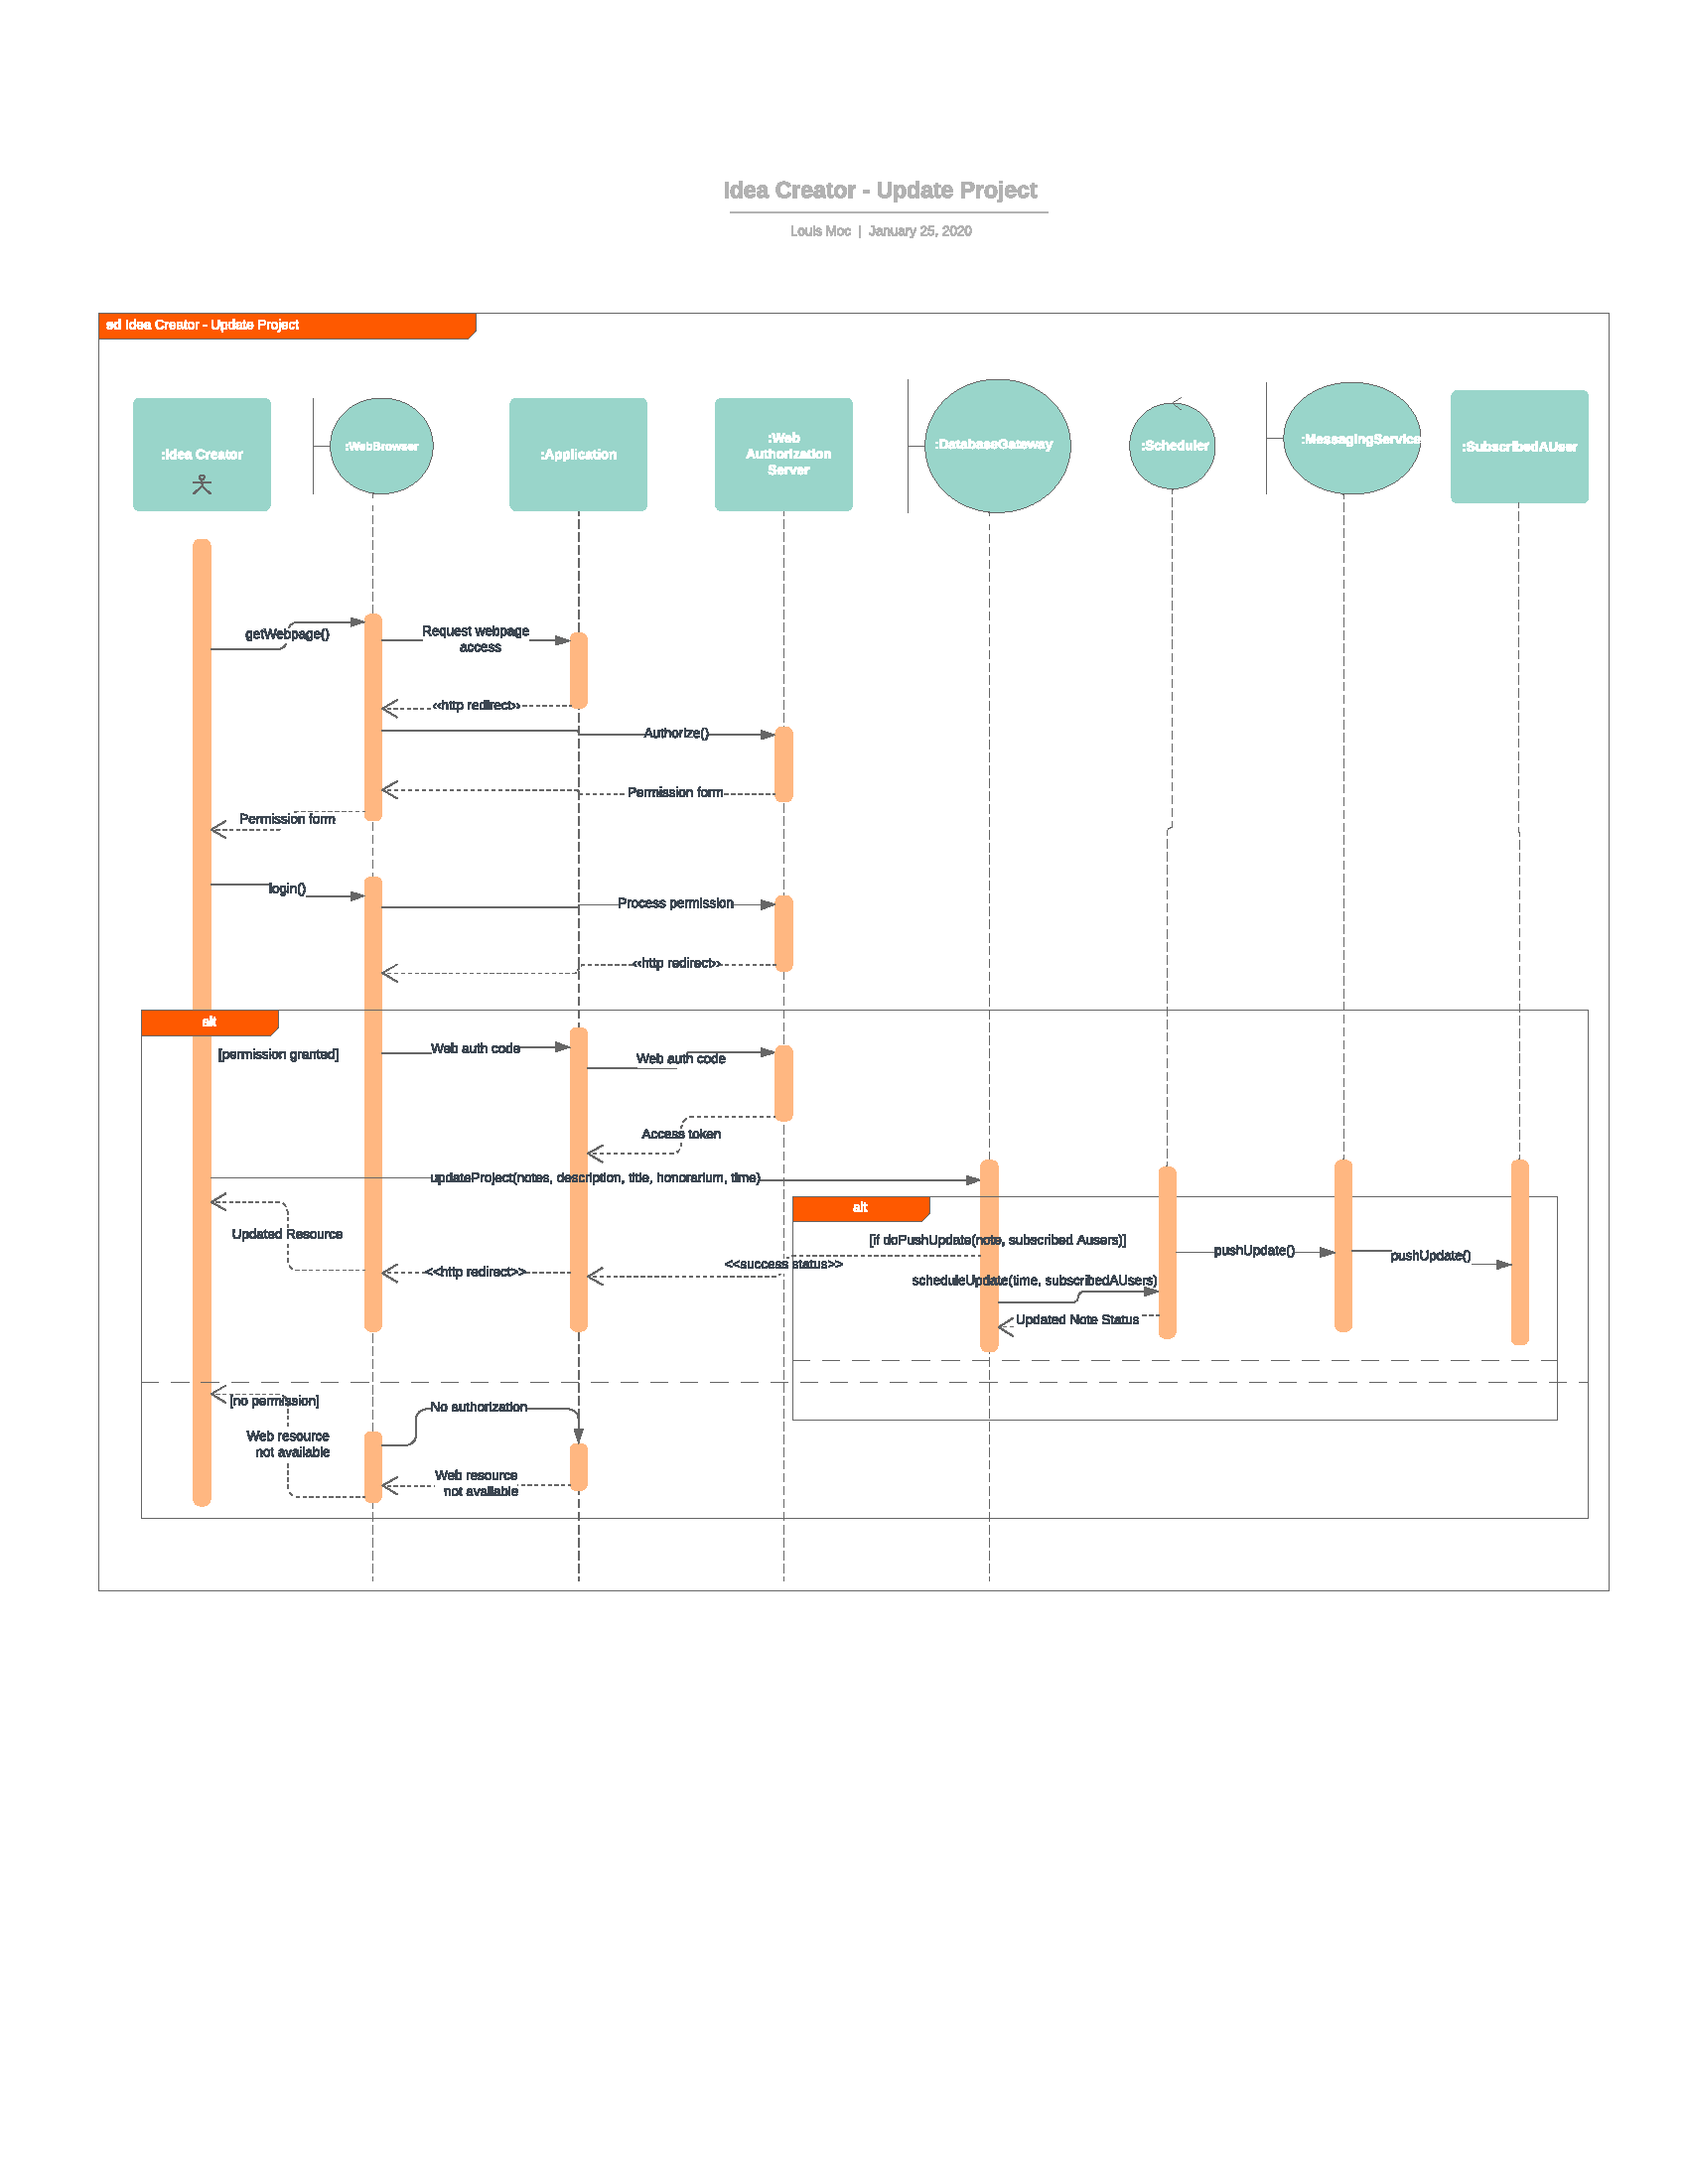 Idea Creator - Update Project
Louis Moc | January 25, 2020
sd Idea Creator - Update Project
:Idea Creator
:WebBrowser
:Application
:Web
Authorization
Server
:DatabaseGateway
:Scheduler
:MessagingService
:SubscribedAUser
getWebpage()
Request webpage
access
<<http redirect>>
Authorize()
Permission form
Permission form
login()
Process permission
<<http redirect>>
alt
[permission granted]
Web auth code
Web auth code
Access token
updateProject(notes, description, title, honorarium, time)
alt
Updated Resource
[if doPushUpdate(note, subscribed Ausers)]
pushUpdate()
pushUpdate()
<<success status>>
<<http redirect>>
scheduleUpdate(time, subscribedAUsers)
Updated Note Status
[no permission]
No authorization
Web resource
not available
Web resource
not available